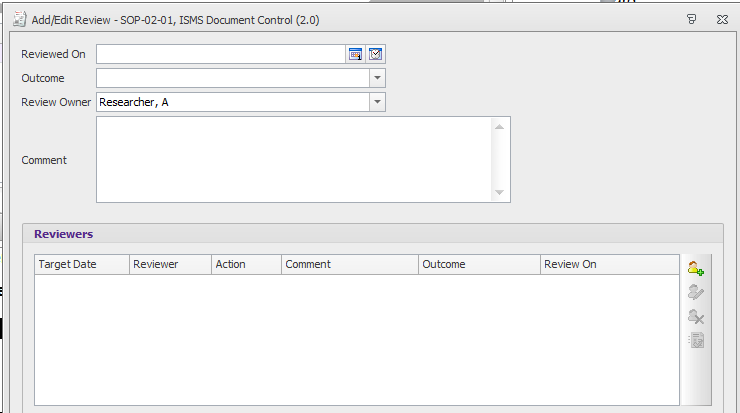 Add/Edit Review - SOP-02-01, ISMS Document Control (2.0)
Reviewed On
Outcome
Review Owner Researcher, A
Comment
Reviewers
Target Date Reviewer Action Comment Outcome Review On